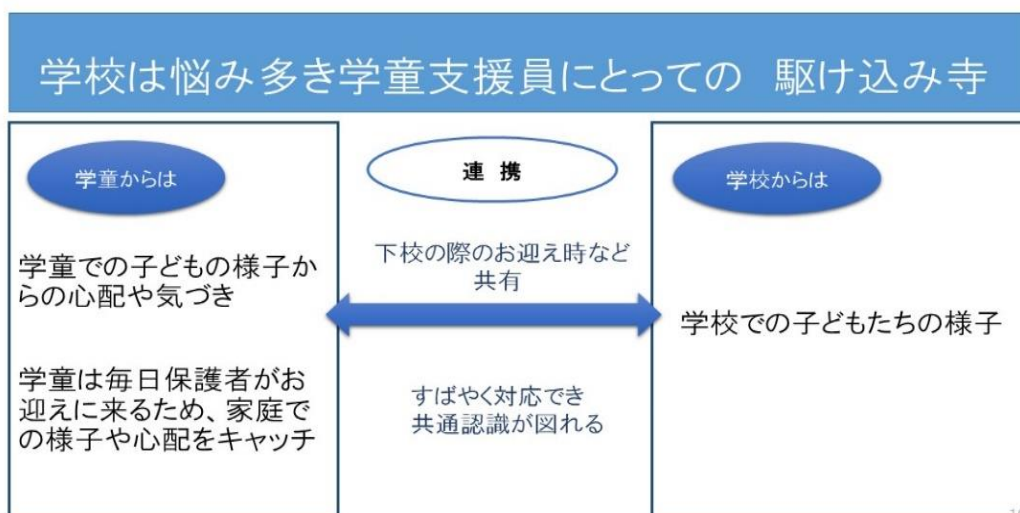 学校は悩み多き学童支援員にとっての　駆け込み寺
学童からは
学童での子どもの様子か
らの心配や気づき
学童は毎日保護者がお
迎えに来るため、家庭で
の様子や心配をキャッチ
連 携
下校の際のお迎え時など
共有
すばやく対応でき
共通認識が図れる
学校からは
学校での子どもたちの様子